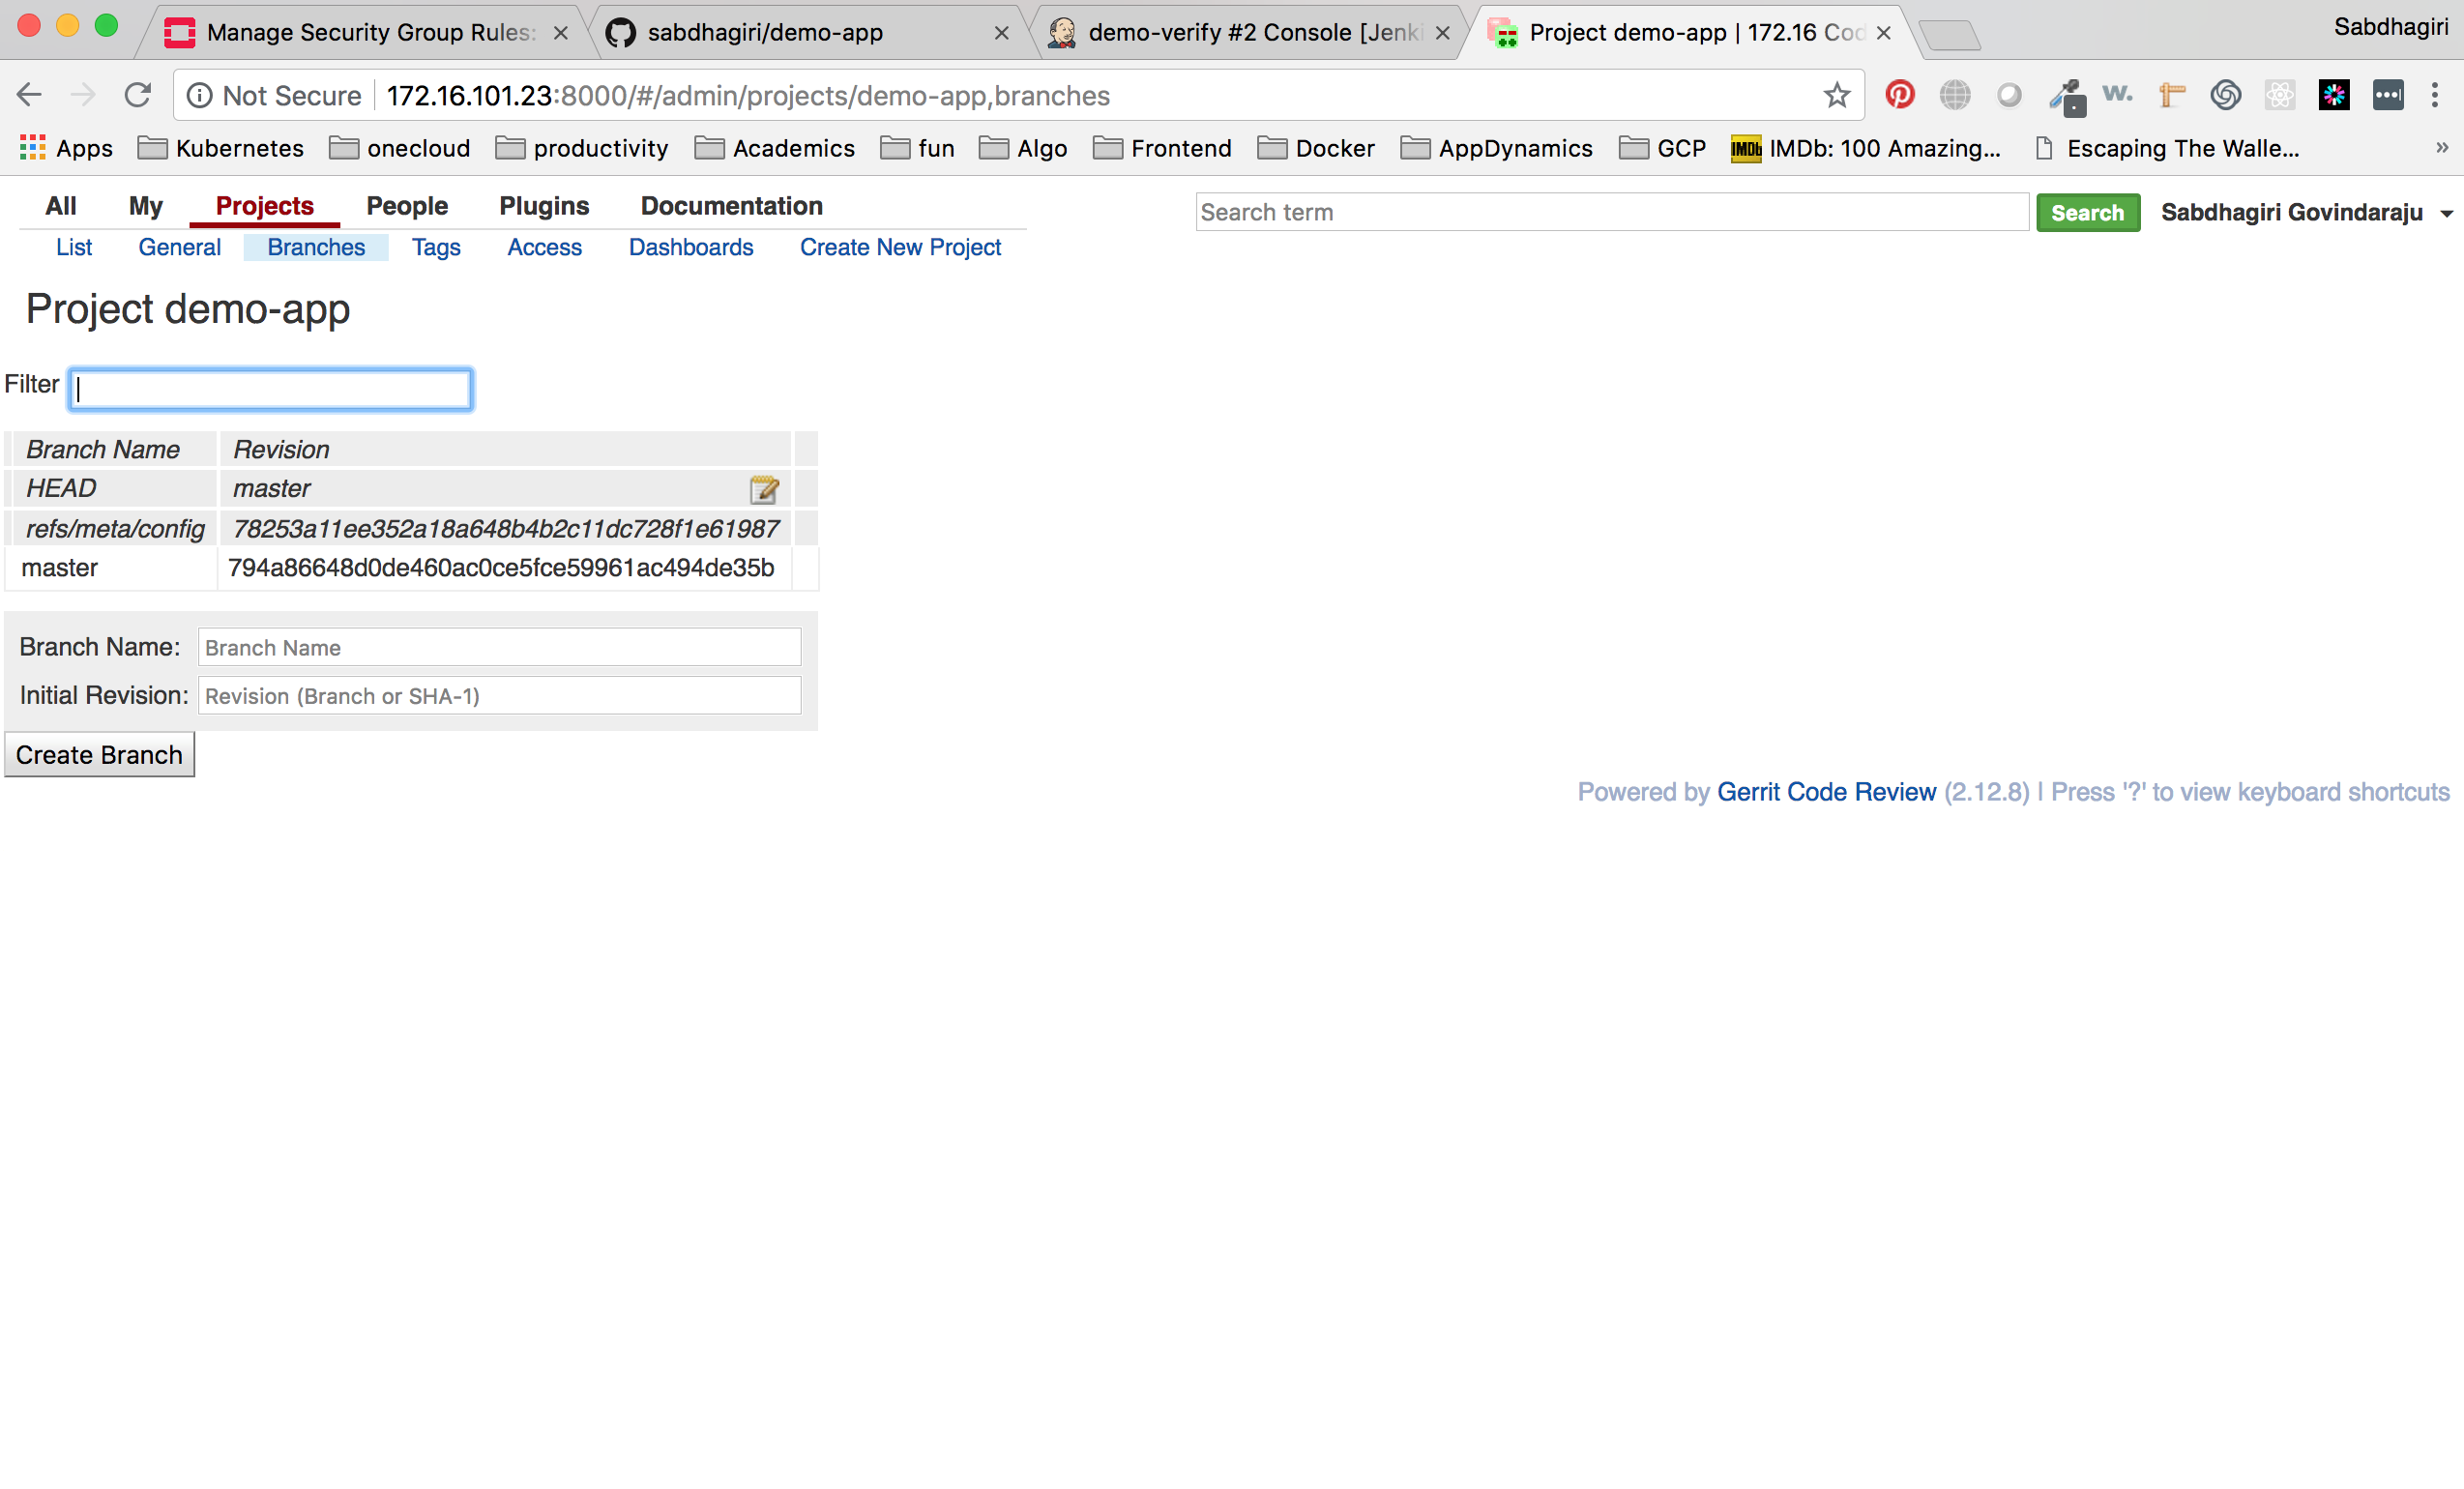 Manage Security Group Rules:
sabdhagiri/demo-app
demo-verify #2 Console [Jenki
Project demo-app | 172.16 Cod
Sabdhagiri
Not Secure 172.16.101.23:8000/#/admin/projects/demo-app,branches
W.
Apps Kubernetes onecloud productivity Academics fun Algo Frontend Docker AppDynamics GCP IMDb IMDb: 100 Amazing... Escaping The Walle... »
All My Projects People Plugins Documentation
Search term Search Sabdhagiri Govindaraju
List General Branches Tags Access Dashboards Create New Project
Project demo-app
Filter
Branch Name Revision
HEAD master
refs/meta/config 78253a11ee352a18a648b4b2c11dc728f1e61987
master 794a86648d0de460ac0ce5fce59961ac494de35b
Branch Name: Branch Name
Initial Revision: Revision (Branch or SHA-1)
Create Branch
Powered by Gerrit Code Review (2.12.8) | Press '?' to view keyboard shortcuts